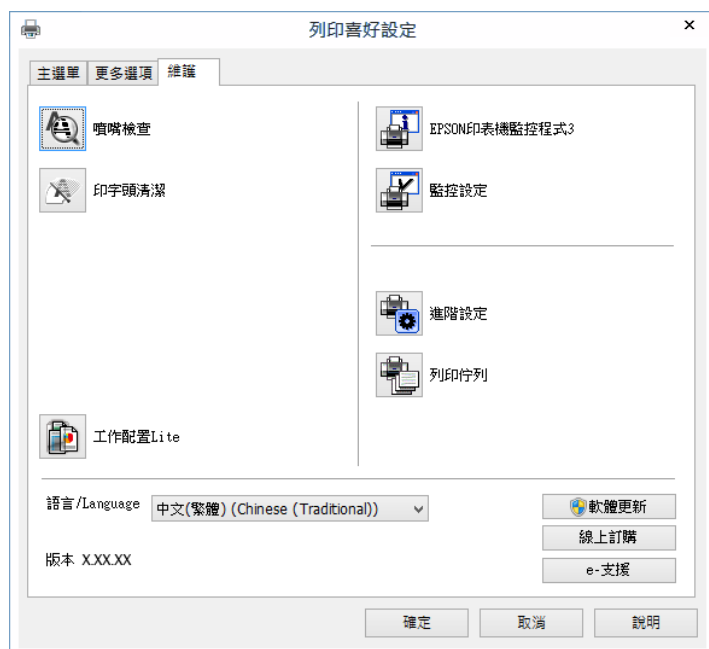 列印喜好設定
主選單 更多選項 維護
噴嘴檢查
印字頭清潔
工作配置Lite
EPSON印表機監控程式3
監控設定
進階設定
列印佇列
語言/Language 中文(繁體) (Chinese (Traditional))
版本 X.XX.XX
軟體更新
線上訂購
e-支援
確定 取消 說明